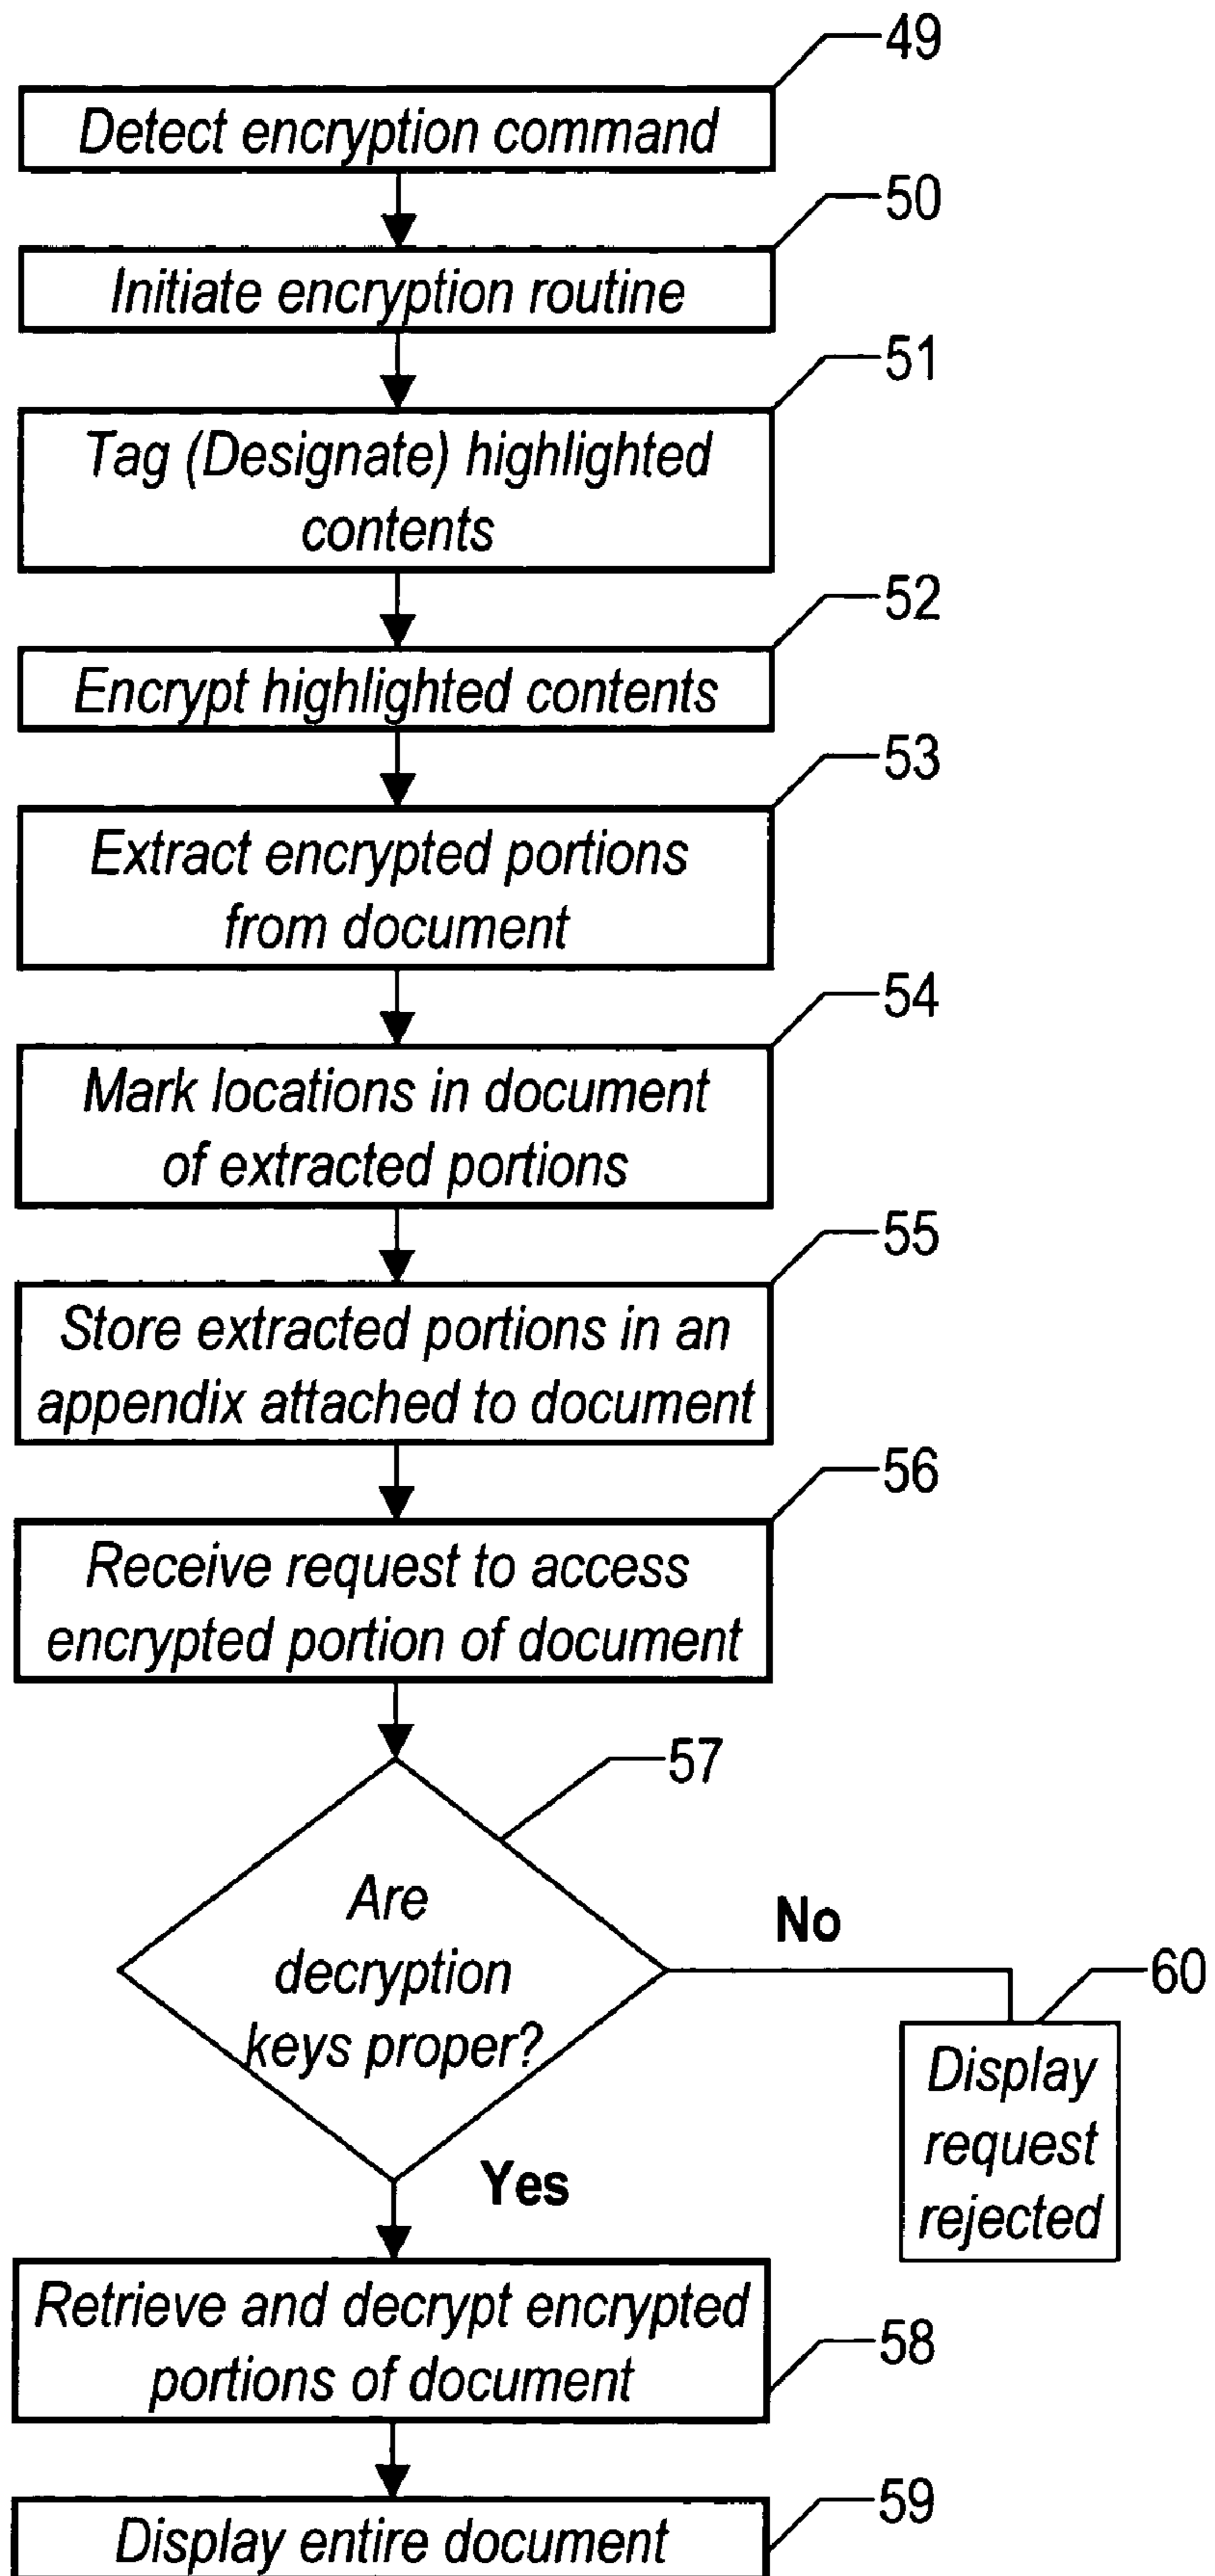 49
Detect encryption command
50
Initiate encryption routine
51
Tag (Designate) highlighted
contents
52
Encrypt highlighted contents
53
Extract encrypted portions
from document
54
Mark locations in document
of extracted portions
55
Store extracted portions in an
appendix attached to document
56
Receive request to access
encrypted portion of document
57
Are
decryption
keys proper?
No
60
Display
request
rejected
Yes
Retrieve and decrypt encrypted
portions of document
58
59
Display entire document